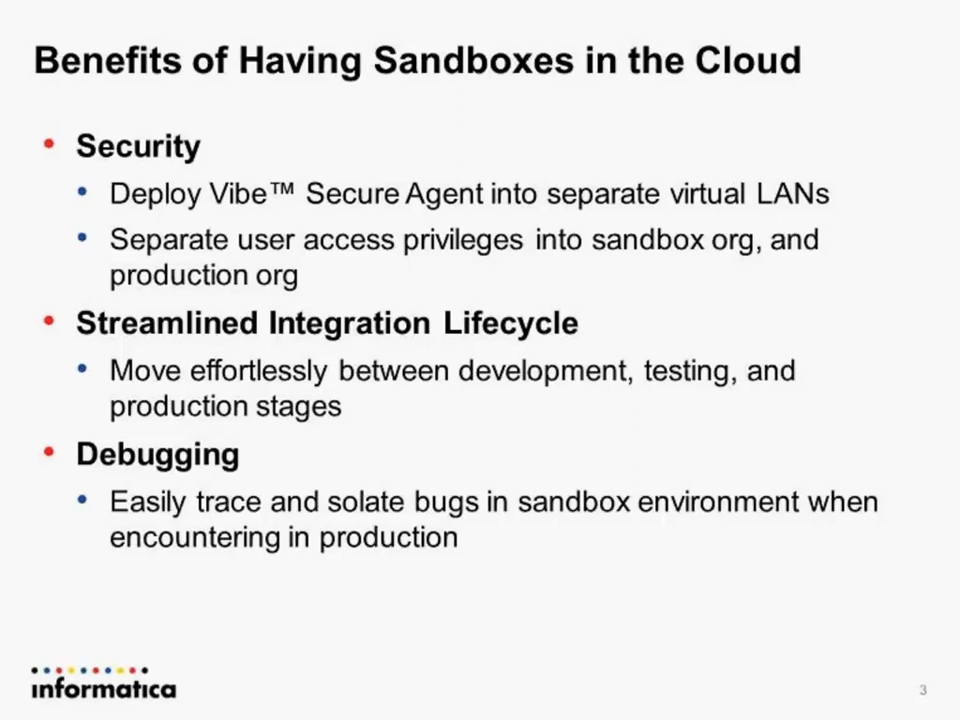 Benefits of Having Sandboxes in the Cloud
• Security
• Deploy Vibe™ Secure Agent into separate virtual LANs
• Separate user access privileges into sandbox org, and
production org
• Streamlined Integration Lifecycle
• Move effortlessly between development, testing, and
production stages
• Debugging
• Easily trace and solate bugs in sandbox environment when
encountering in production
informatica
3